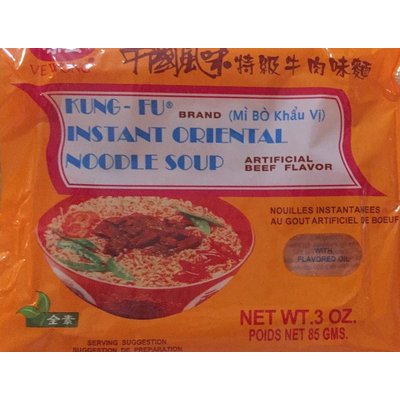 VE WONG
中國風味特級牛肉味麵
KUNG-FU® BRAND (Mì BÒ Khẩu Vị)
INSTANT ORIENTAL
NOODLE SOUP ARTIFICIAL
BEEF FLAVOR
NOUILLES INSTANTANÉES
AU GOUT ARTIFICIEL DE BOEUF
WITH
FLAVORED OIL
全素
NET WT. 3 OZ.
POIDS NET 85 GMS.
SERVING SUGGESTION
SUGGESTION DE PREPARATION